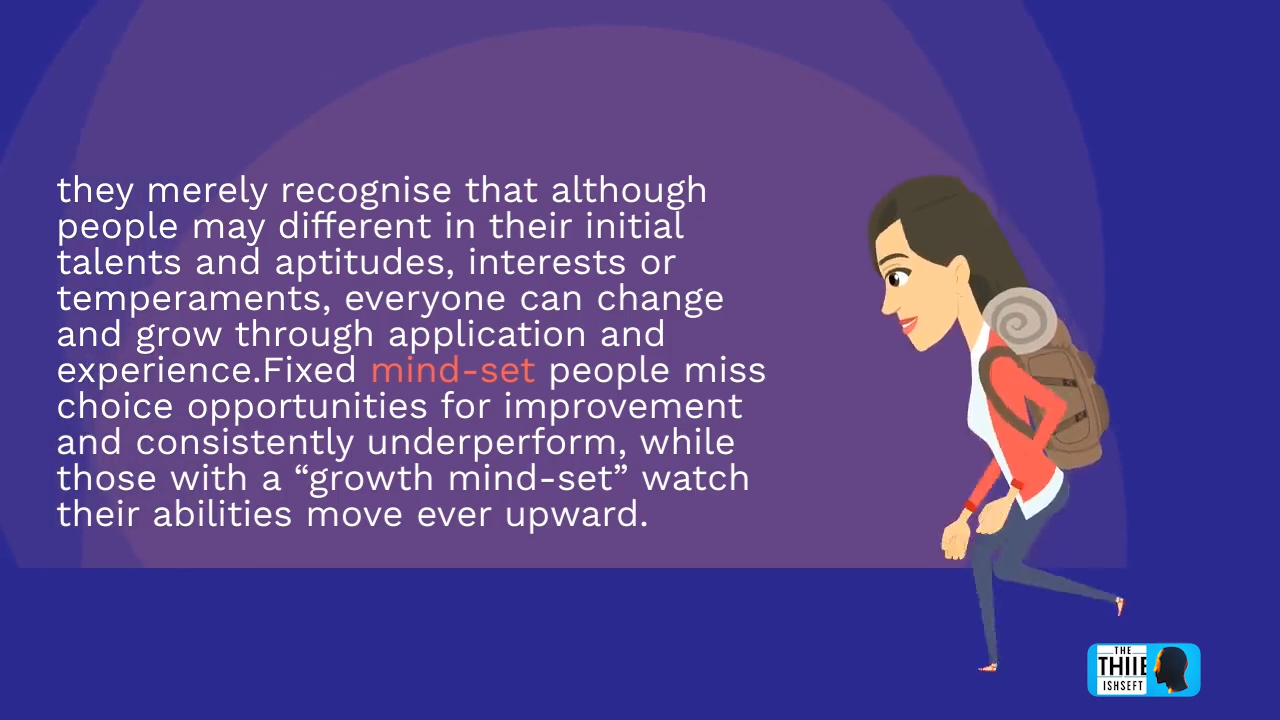 they merely recognise that although
people may different in their initial
talents and aptitudes, interests or
temperaments, everyone can change
and grow through application and
experience.Fixed mind-set people miss
choice opportunities for improvement
and consistently underperform, while
those with a “growth mind-set” watch
their abilities move ever upward.
THE
THIIE
ISHSEFT